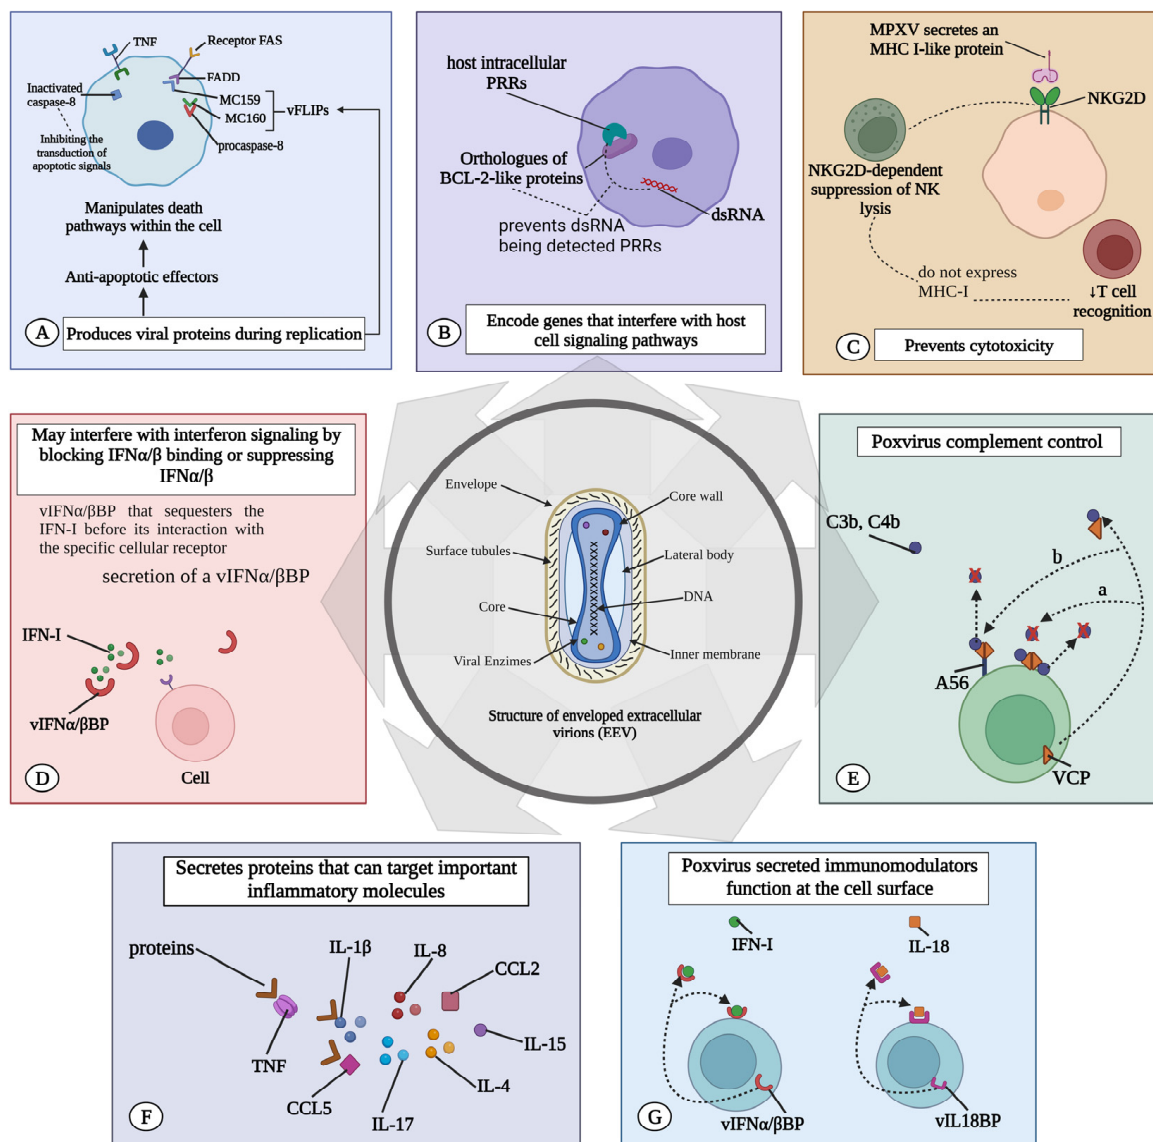 TNF
Receptor FAS
FADD
Inactivated
caspase-8
MC159
MC160
vFLIPs
procaspase-8
Inhibiting the
transduction of
apoptotic signals
Manipulates death
pathways within the cell
Anti-apoptotic effectors
A
Produces viral proteins during replication
host intracellular
PRRs
Orthologues of
BCL-2-like proteins
dsRNA
prevents dsRNA
being detected PRRs
B
Encode genes that interfere with host
cell signaling pathways
MPXV secretes an
MHC I-like protein
NKG2D
NKG2D-dependent
suppression of NK
lysis
do not express
MHC-I
↓T cell
recognition
C
Prevents cytotoxicity
May interfere with interferon signaling by
blocking IFNα/β binding or suppressing
IFNα/β
vIFNα/βBP that sequesters the
IFN-I before its interaction with
the specific cellular receptor
secretion of a vIFNα/βBP
IFN-I
vIFNα/βBP
Cell
D
Envelope
Core wall
Surface tubules
Lateral body
Core
DNA
Viral Enzimes
Inner membrane
Structure of enveloped extracellular
virions (EEV)
Poxvirus complement control
C3b, C4b
b
a
A56
VCP
E
Secretes proteins that can target important
inflammatory molecules
proteins
IL-1β
IL-8
CCL2
TNF
IL-15
CCL5
IL-4
IL-17
F
Poxvirus secreted immunomodulators
function at the cell surface
IFN-I
IL-18
vIFNα/βBP
vIL18BP
G